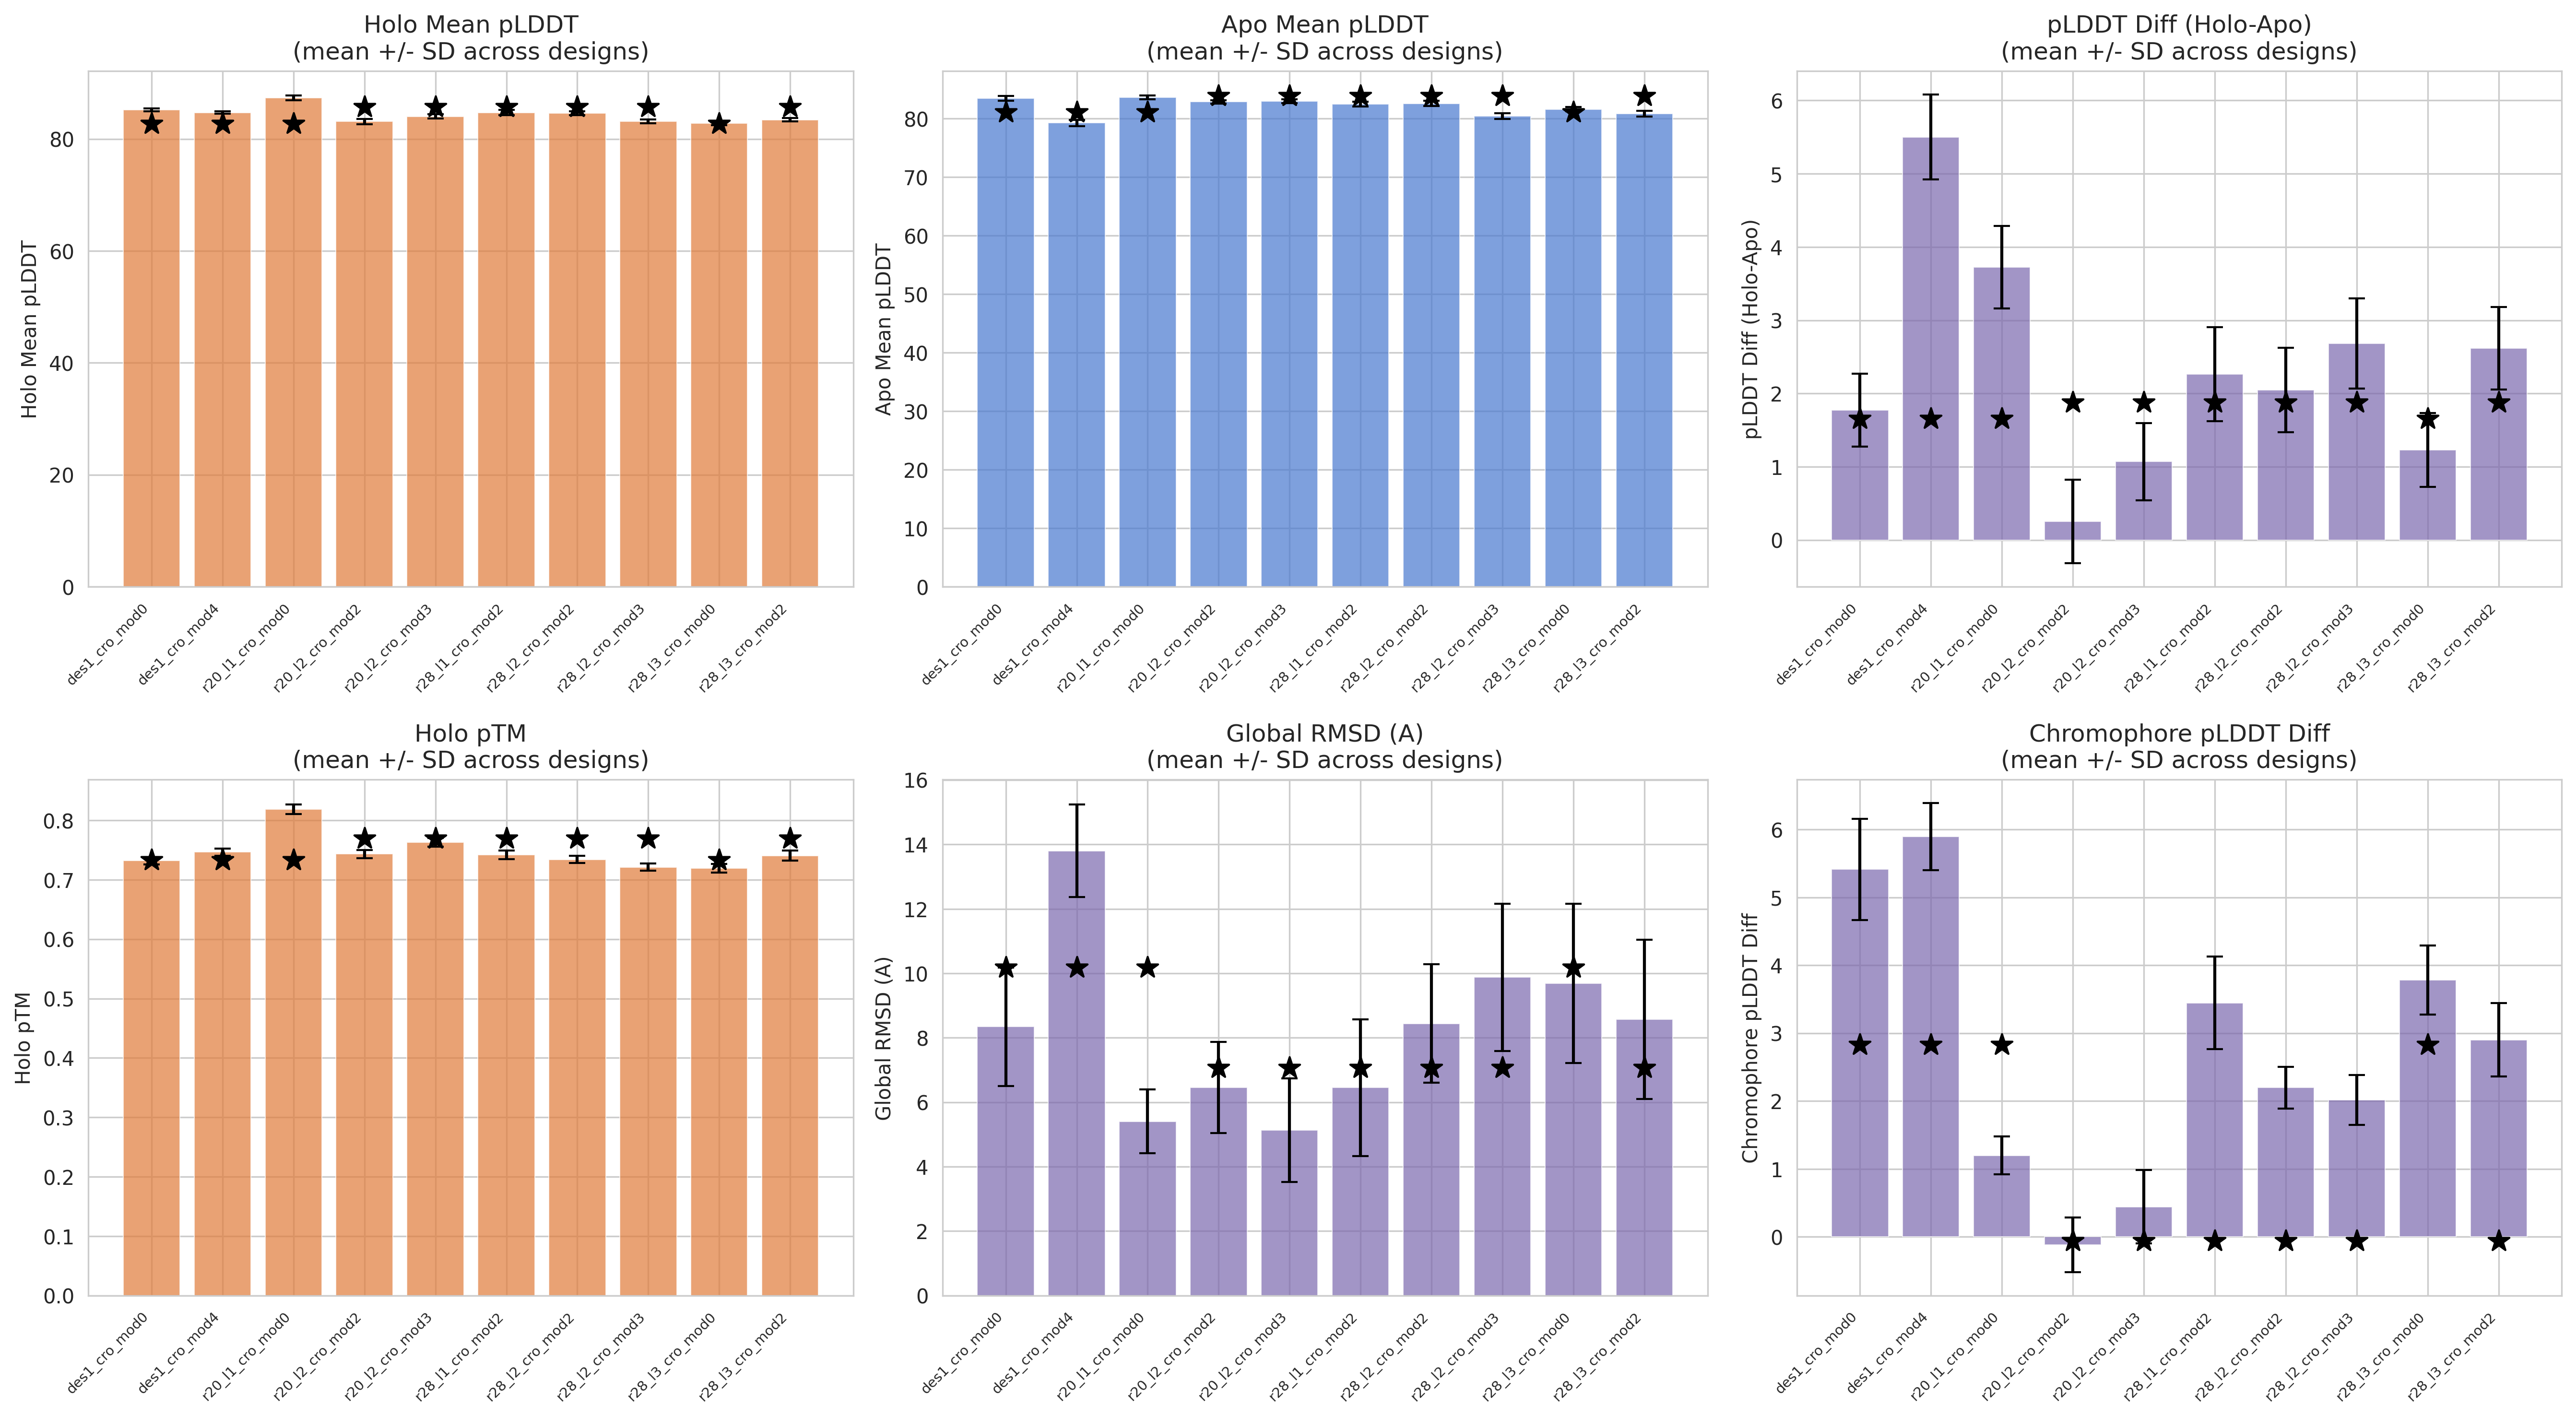 Holo Mean pLDDT
(mean +/- SD across designs)
Holo Mean pLDDT
80
60
40
20
0
des1_cro_mod0
des1_cro_mod4
r20_l1_cro_mod0
r20_l2_cro_mod2
r20_l2_cro_mod3
r28_l1_cro_mod2
r28_l2_cro_mod2
r28_l2_cro_mod3
r28_l3_cro_mod0
r28_l3_cro_mod2
Apo Mean pLDDT
(mean +/- SD across designs)
Apo Mean pLDDT
80
70
60
50
40
30
20
10
0
des1_cro_mod0
des1_cro_mod4
r20_l1_cro_mod0
r20_l2_cro_mod2
r20_l2_cro_mod3
r28_l1_cro_mod2
r28_l2_cro_mod2
r28_l2_cro_mod3
r28_l3_cro_mod0
r28_l3_cro_mod2
pLDDT Diff (Holo-Apo)
(mean +/- SD across designs)
pLDDT Diff (Holo-Apo)
6
5
4
3
2
1
0
des1_cro_mod0
des1_cro_mod4
r20_l1_cro_mod0
r20_l2_cro_mod2
r20_l2_cro_mod3
r28_l1_cro_mod2
r28_l2_cro_mod2
r28_l2_cro_mod3
r28_l3_cro_mod0
r28_l3_cro_mod2
Holo pTM
(mean +/- SD across designs)
Holo pTM
0.8
0.7
0.6
0.5
0.4
0.3
0.2
0.1
0.0
des1_cro_mod0
des1_cro_mod4
r20_l1_cro_mod0
r20_l2_cro_mod2
r20_l2_cro_mod3
r28_l1_cro_mod2
r28_l2_cro_mod2
r28_l2_cro_mod3
r28_l3_cro_mod0
r28_l3_cro_mod2
Global RMSD (A)
(mean +/- SD across designs)
Global RMSD (A)
16
14
12
10
8
6
4
2
0
des1_cro_mod0
des1_cro_mod4
r20_l1_cro_mod0
r20_l2_cro_mod2
r20_l2_cro_mod3
r28_l1_cro_mod2
r28_l2_cro_mod2
r28_l2_cro_mod3
r28_l3_cro_mod0
r28_l3_cro_mod2
Chromophore pLDDT Diff
(mean +/- SD across designs)
Chromophore pLDDT Diff
6
5
4
3
2
1
0
des1_cro_mod0
des1_cro_mod4
r20_l1_cro_mod0
r20_l2_cro_mod2
r20_l2_cro_mod3
r28_l1_cro_mod2
r28_l2_cro_mod2
r28_l2_cro_mod3
r28_l3_cro_mod0
r28_l3_cro_mod2